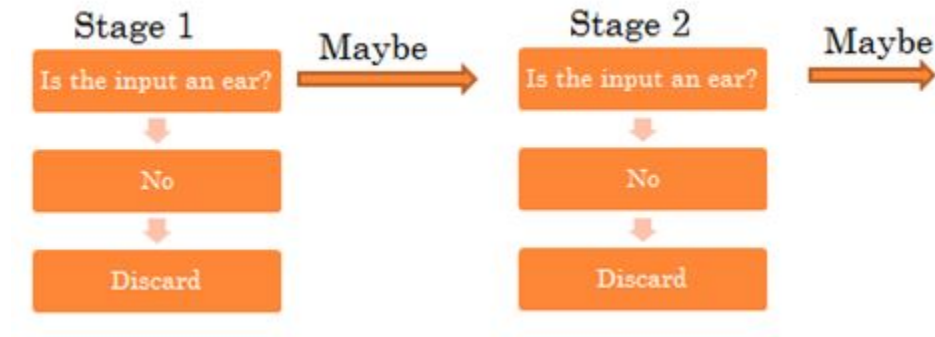 Stage 1
Is the input an ear?
No
Discard
Maybe
Stage 2
Is the input an ear?
No
Discard
Maybe